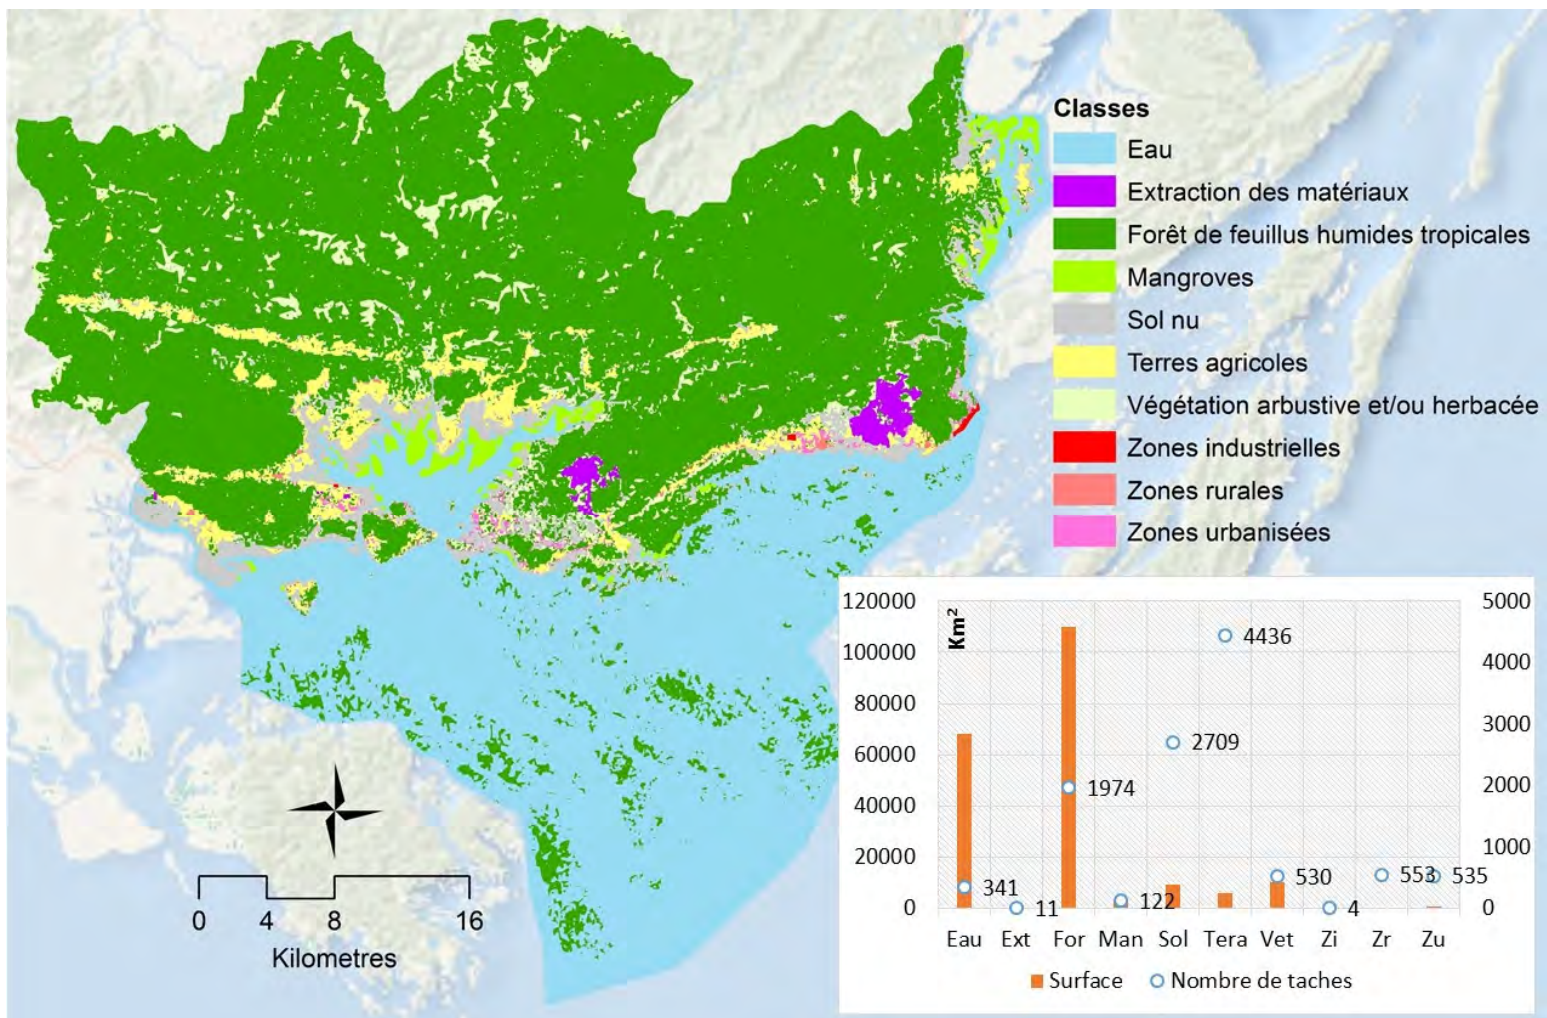 Classes
Eau
Extraction des matériaux
Forêt de feuillus humides tropicales
Mangroves
Sol nu
Terres agricoles
Végétation arbustive et/ou herbacée
Zones industrielles
Zones rurales
Zones urbanisées
0 4 8 16
Kilometres
Km²
120000
100000
80000
60000
40000
20000
0
5000
4000
3000
2000
1000
0
341
11
1974
122
2709
4436
530
4
553
535
Eau Ext For Man Sol Tera Vet Zi Zr Zu
Surface Nombre de taches